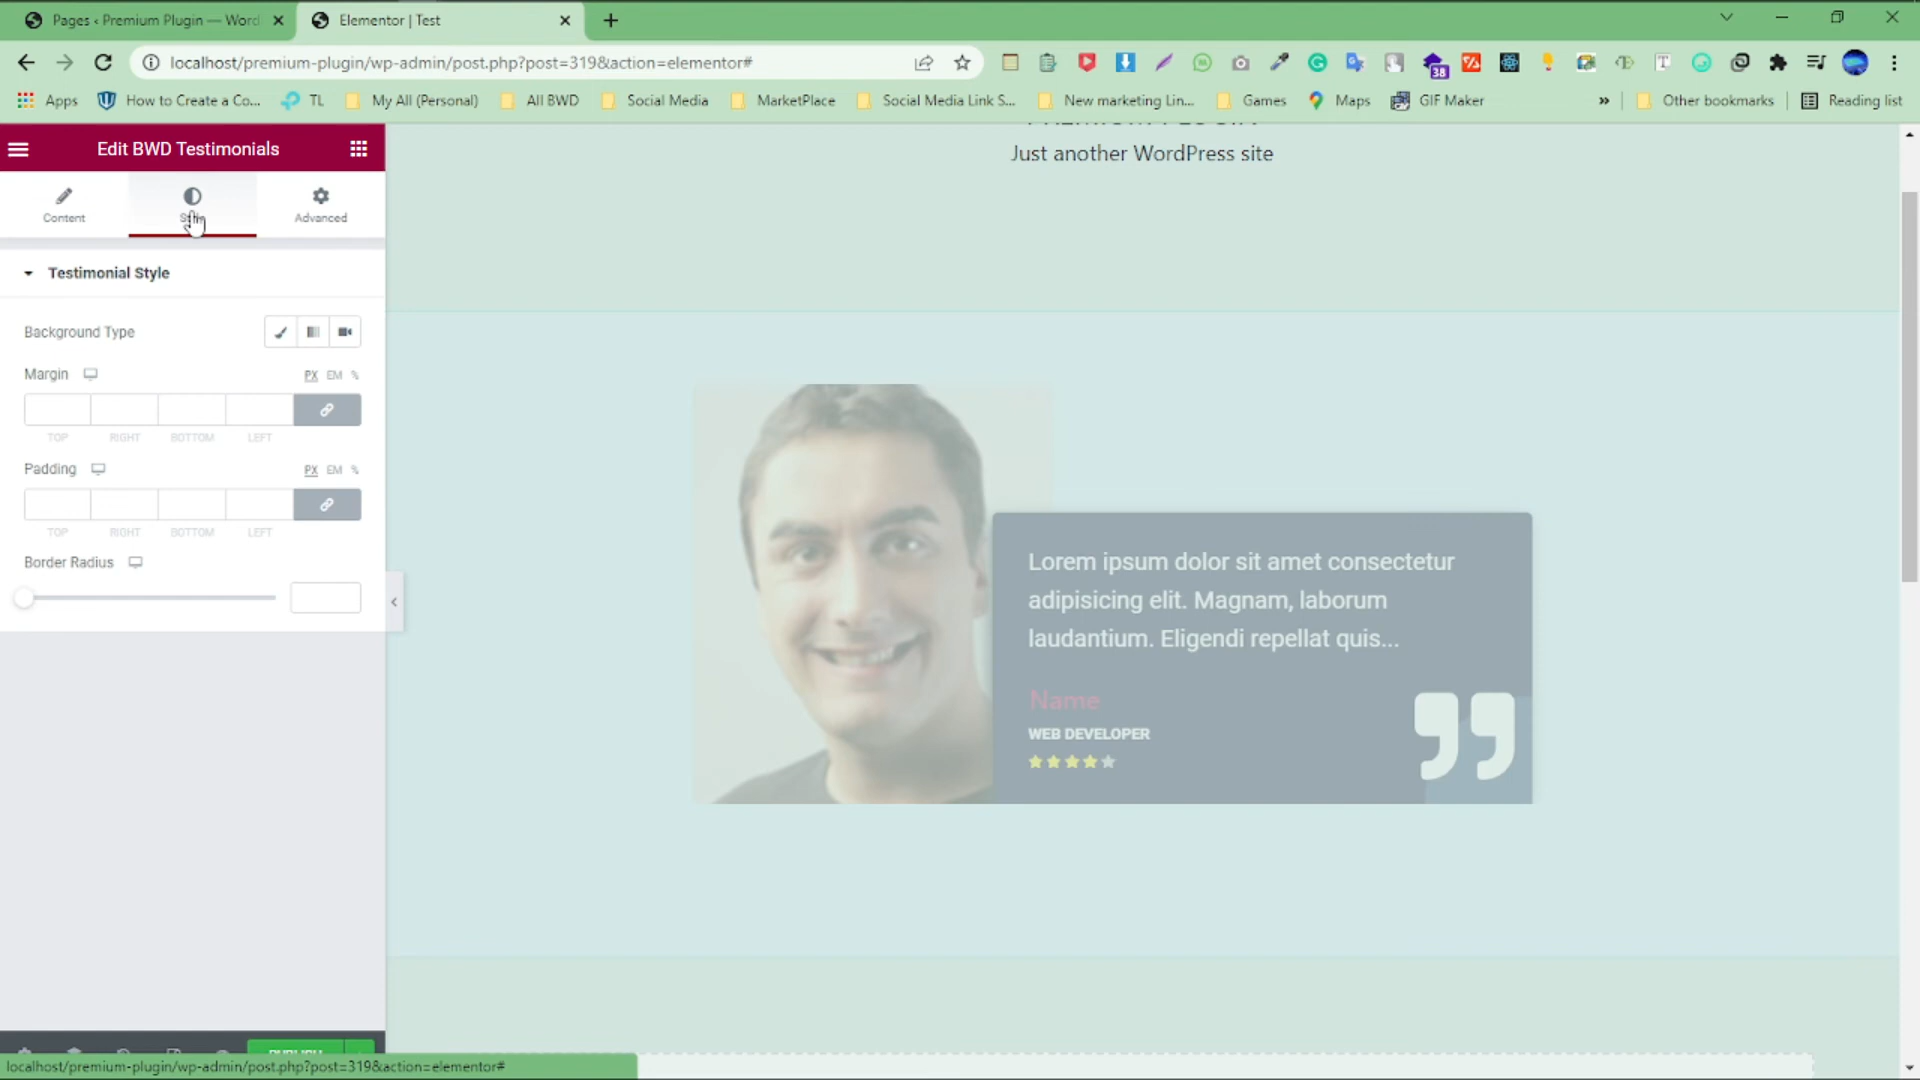 Pages ‹ Premium Plugin — Word
Elementor | Test
localhost/premium-plugin/wp-admin/post.php?post=319&action=elementor#
38
Apps
How to Create a Co...
TL
My All (Personal)
All BWD
Social Media
MarketPlace
Social Media Link S...
New marketing Lin...
Games
Maps
GIF Maker
»
Other bookmarks
Reading list
Edit BWD Testimonials
Content
Style
Advanced
Testimonial Style
Background Type
Margin
PX EM %
TOP RIGHT BOTTOM LEFT
Padding
PX EM %
TOP RIGHT BOTTOM LEFT
Border Radius
PREMIUM PLUGIN
Just another WordPress site
Lorem ipsum dolor sit amet consectetur
adipisicing elit. Magnam, laborum
laudantium. Eligendi repellat quis...
Name
WEB DEVELOPER
PUBLISH
localhost/premium-plugin/wp-admin/post.php?post=319&action=elementor#